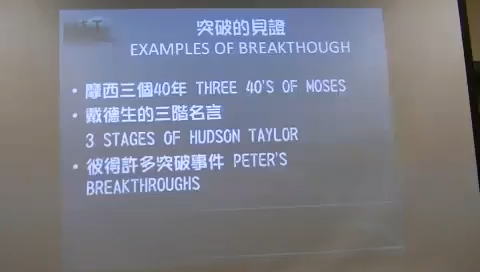 突破的見證
EXAMPLES OF BREAKTHOUGH
• 摩西三個40年 THREE 40'S OF MOSES
• 戴德生的三階名言
3 STAGES OF HUDSON TAYLOR
• 彼得許多突破事件 PETER'S
BREAKTHROUGHS